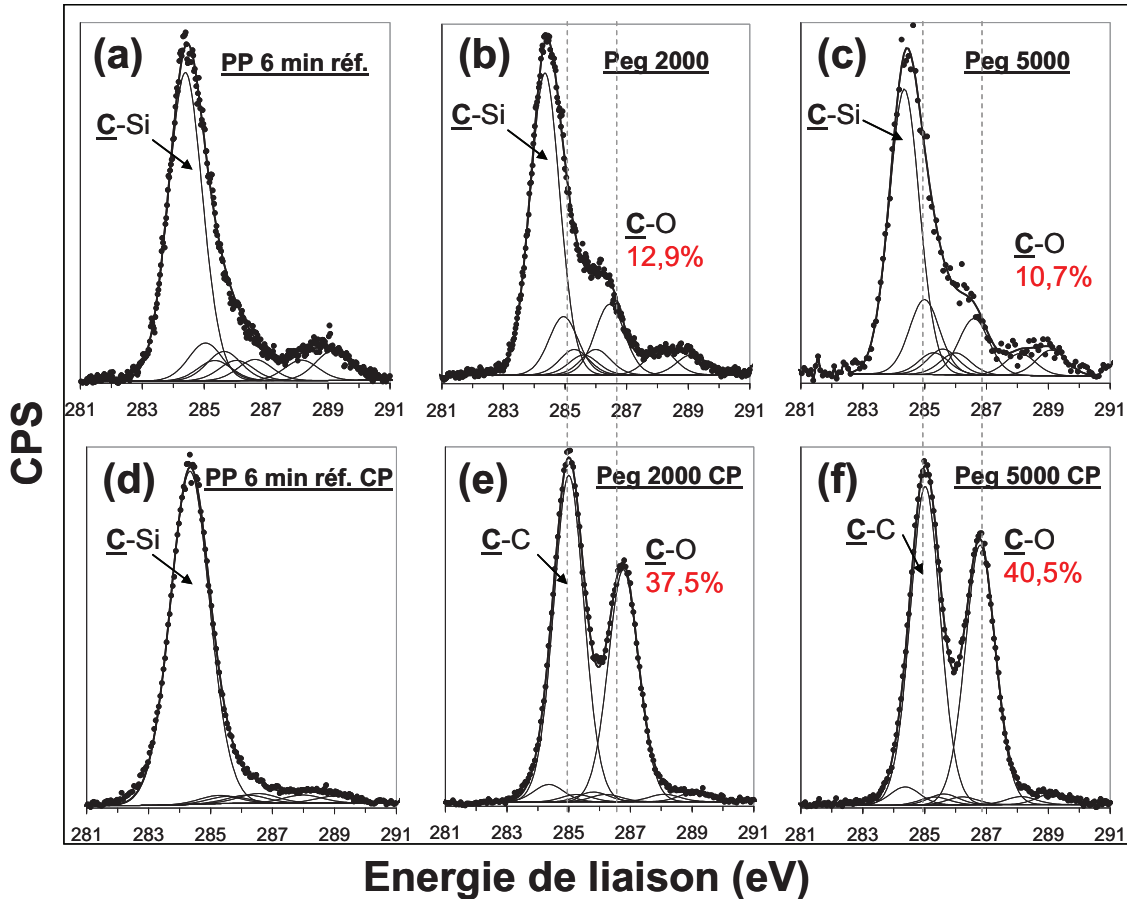 CPS
(a)
PP 6 min réf.
C-Si
281 283 285 287 289 291
(b)
Peg 2000
C-Si
C-O
12,9%
281 283 285 287 289 291
(c)
Peg 5000
C-Si
C-O
10,7%
281 283 285 287 289 291
(d)
PP 6 min réf. CP
C-Si
281 283 285 287 289 291
(e)
Peg 2000 CP
C-C
C-O
37,5%
281 283 285 287 289 291
(f)
Peg 5000 CP
C-C
C-O
40,5%
281 283 285 287 289 291
Energie de liaison (eV)